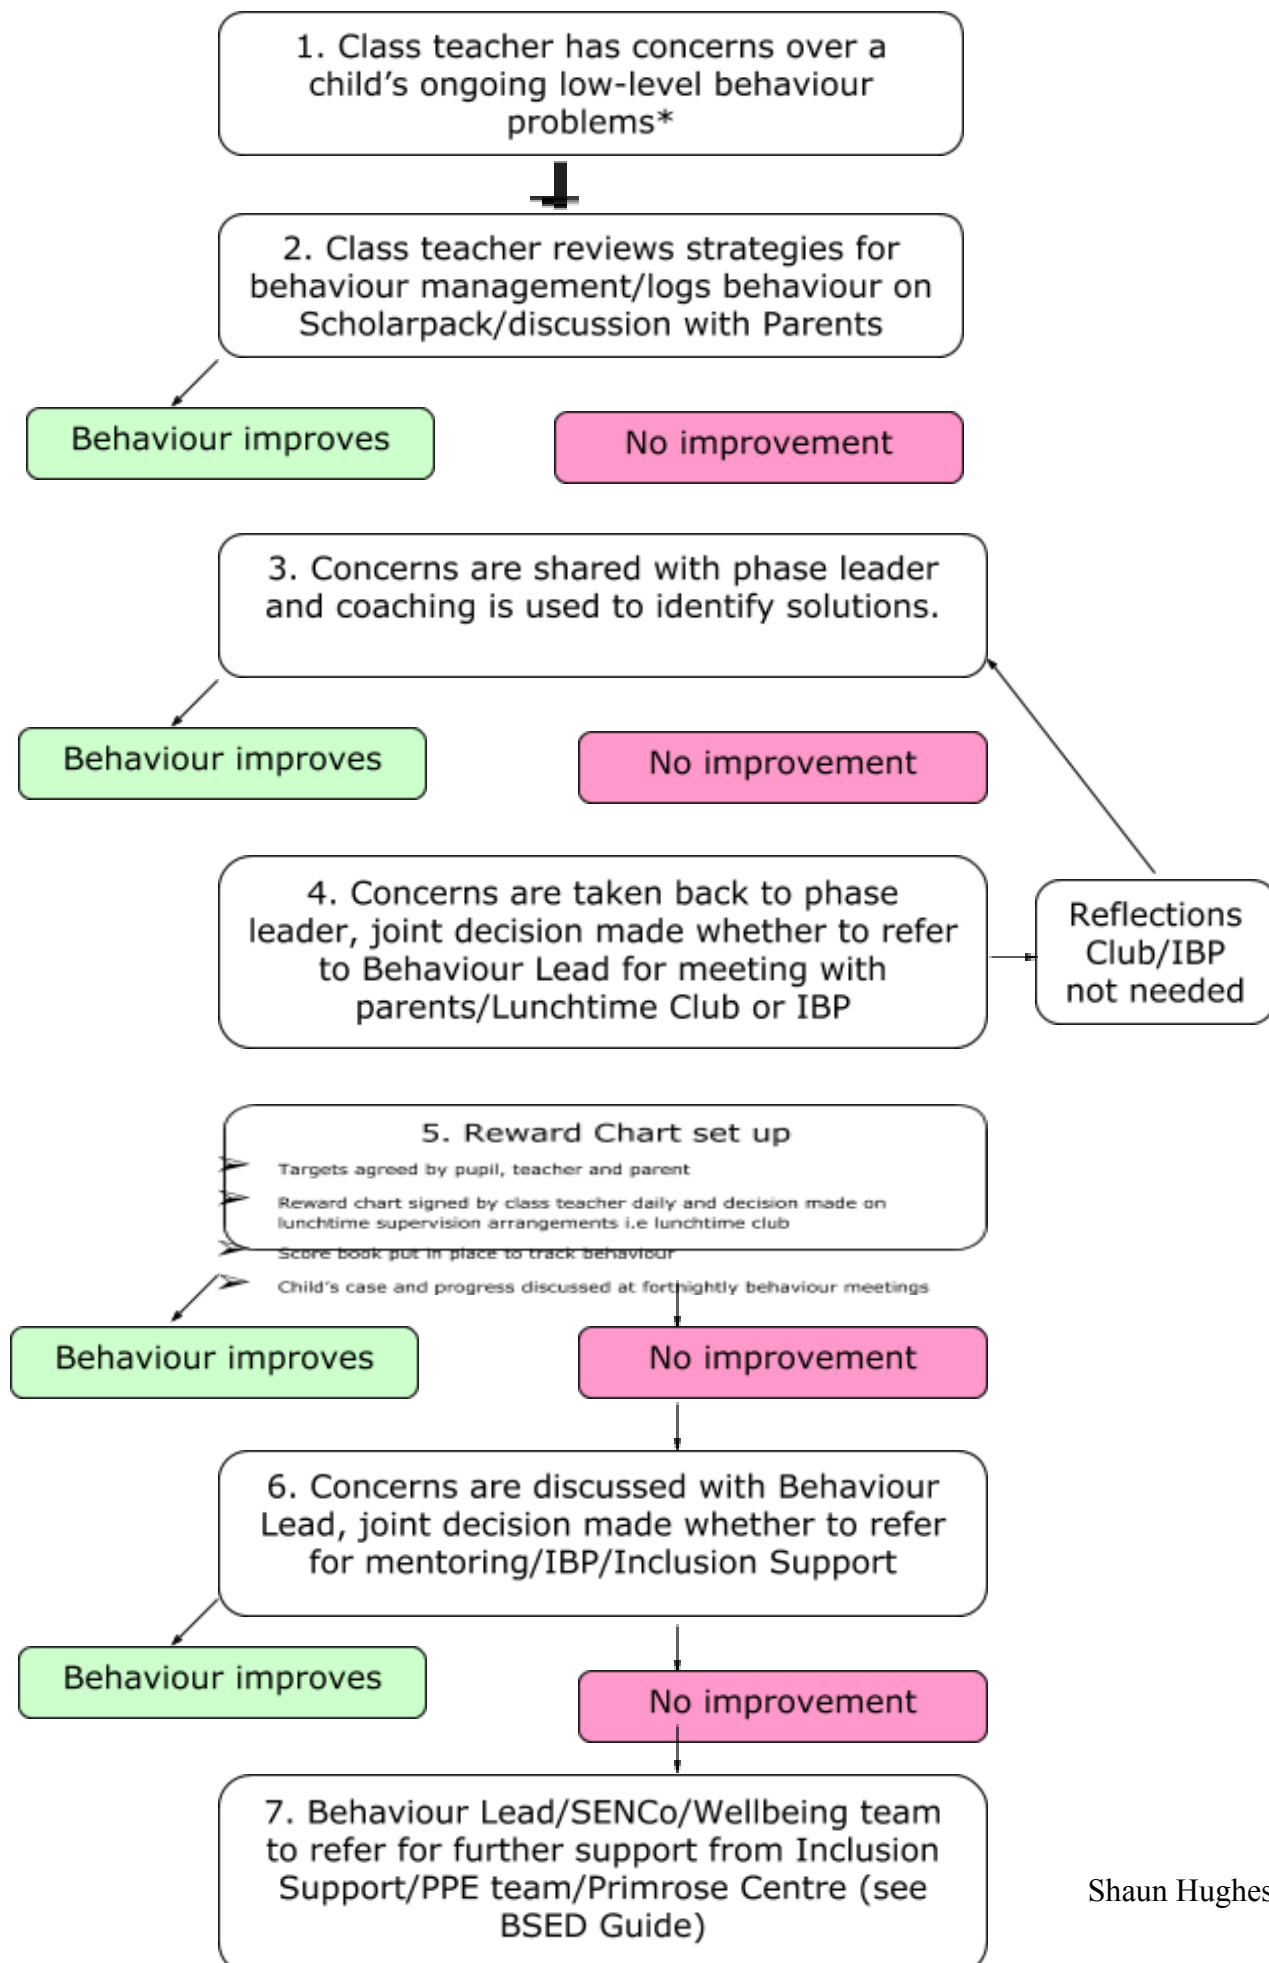 1. Class teacher has concerns over a
child's ongoing low-level behaviour
problems*
2. Class teacher reviews strategies for
behaviour management/logs behaviour on
Scholarpack/discussion with Parents
Behaviour improves
No improvement
3. Concerns are shared with phase leader
and coaching is used to identify solutions.
Behaviour improves
No improvement
4. Concerns are taken back to phase
leader, joint decision made whether to refer
to Behaviour Lead for meeting with
parents/Lunchtime Club or IBP
Reflections
Club/IBP
not needed
5. Reward Chart set up
Targets agreed by pupil, teacher and parent
Reward chart signed by class teacher daily and decision made on
lunchtime supervision arrangements i.e lunchtime club
Score book put in place to track behaviour
Child's case and progress discussed at fortnightly behaviour meetings
Behaviour improves
No improvement
6. Concerns are discussed with Behaviour
Lead, joint decision made whether to refer
for mentoring/IBP/Inclusion Support
Behaviour improves
No improvement
7. Behaviour Lead/SENCo/Wellbeing team
to refer for further support from Inclusion
Support/PPE team/Primrose Centre (see
BSED Guide)
Shaun Hughes